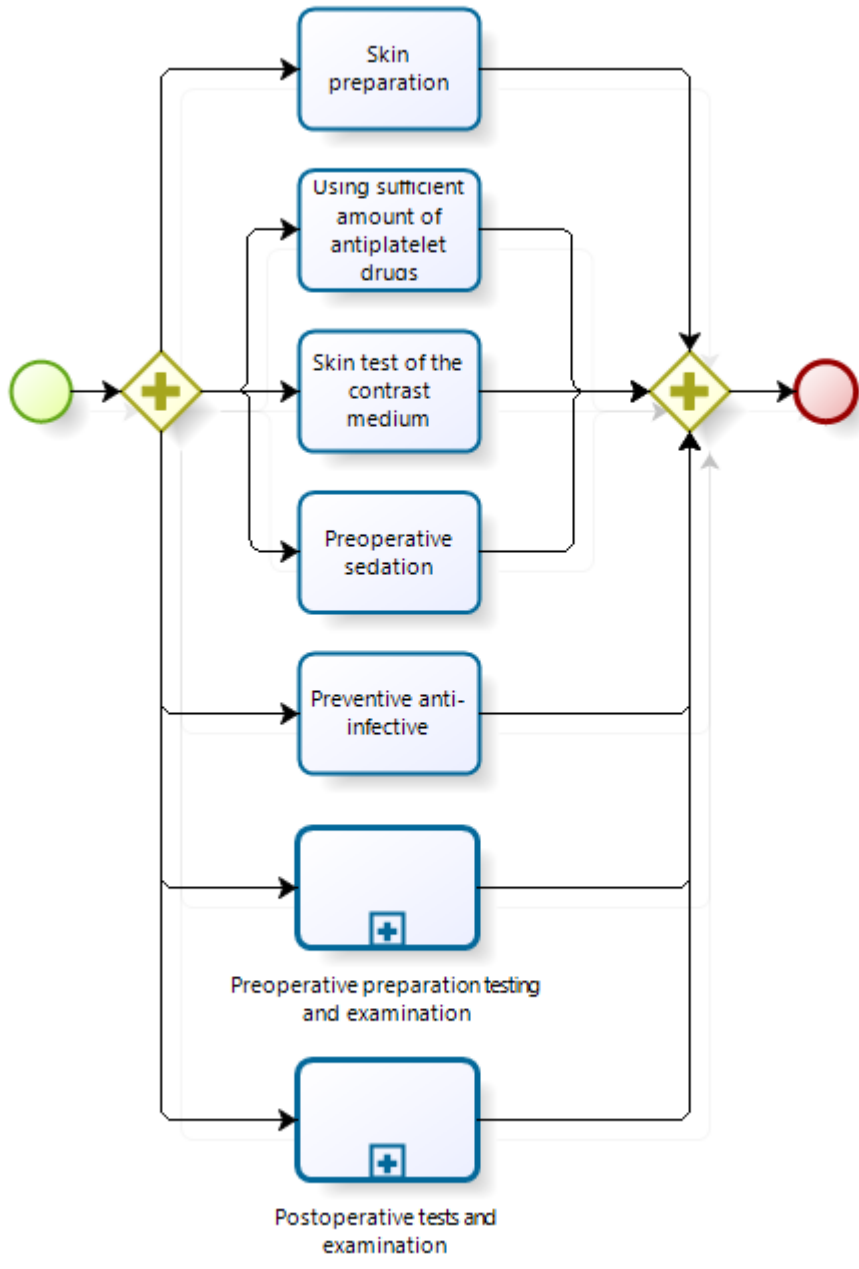 Skin
preparation
Using sufficient
amount of
antiplatelet
drugs
Skin test of the
contrast
medium
Preoperative
sedation
Preventive anti-
infective
Preoperative preparation testing
and examination
Postoperative tests and
examination